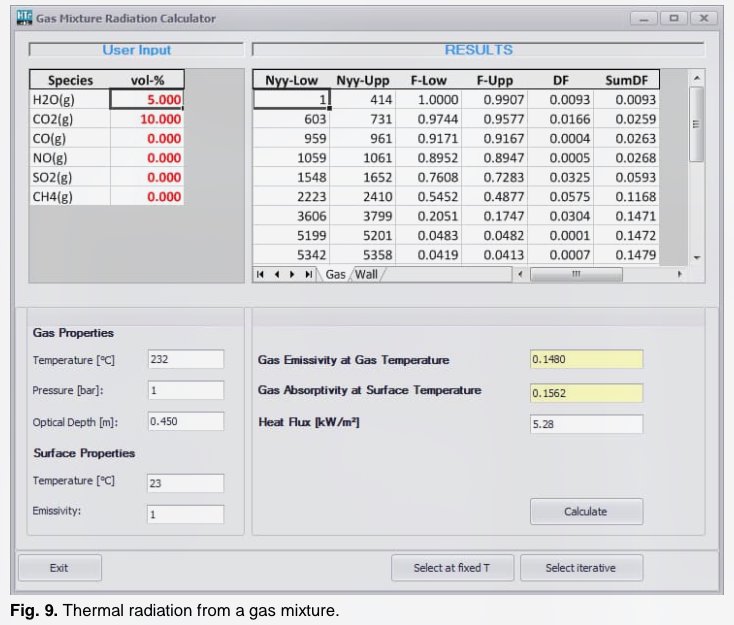 HTc Gas Mixture Radiation Calculator
User Input RESULTS
Species vol-% Nyy-Low Nyy-Upp F-Low F-Upp DF SumDF
H2O(g) 5.000 1 414 1.0000 0.9907 0.0093 0.0093
CO2(g) 10.000 603 731 0.9744 0.9577 0.0166 0.0259
CO(g) 0.000 959 961 0.9171 0.9167 0.0004 0.0263
NO(g) 0.000 1059 1061 0.8952 0.8947 0.0005 0.0268
SO2(g) 0.000 1548 1652 0.7608 0.7283 0.0325 0.0593
CH4(g) 0.000 2223 2410 0.5452 0.4877 0.0575 0.1168
3606 3799 0.2051 0.1747 0.0304 0.1471
5199 5201 0.0483 0.0482 0.0001 0.1472
5342 5358 0.0419 0.0413 0.0007 0.1479
Gas Wall
Gas Properties
Temperature [°C] 232 Gas Emissivity at Gas Temperature 0.1480
Pressure [bar]: 1 Gas Absorptivity at Surface Temperature 0.1562
Optical Depth [m]: 0.450 Heat Flux [kW/m²] 5.28
Surface Properties
Temperature [°C] 23
Emissivity: 1 Calculate
Exit Select at fixed T Select iterative
Fig. 9. Thermal radiation from a gas mixture.